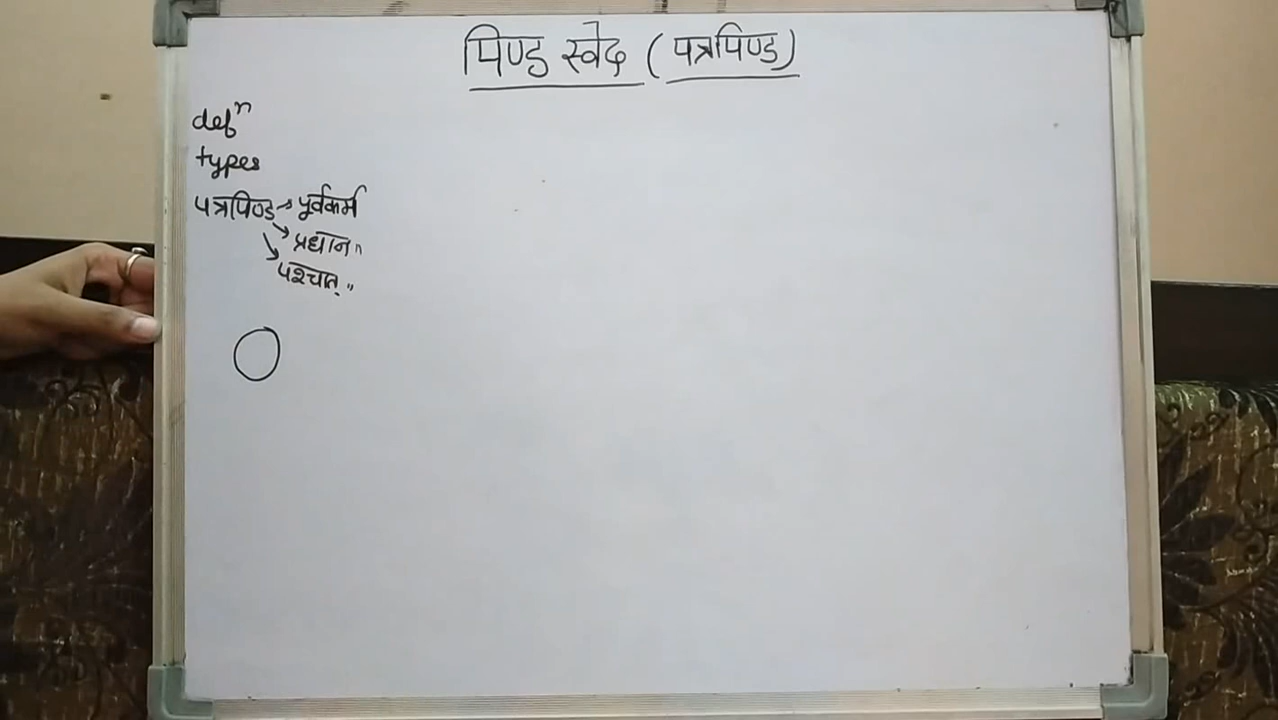 पिण्ड स्वेद (पत्रपिण्ड)
defⁿ
types
पत्रपिण्ड → पूर्वकर्म
→ प्रधान "
→ पश्चात् "